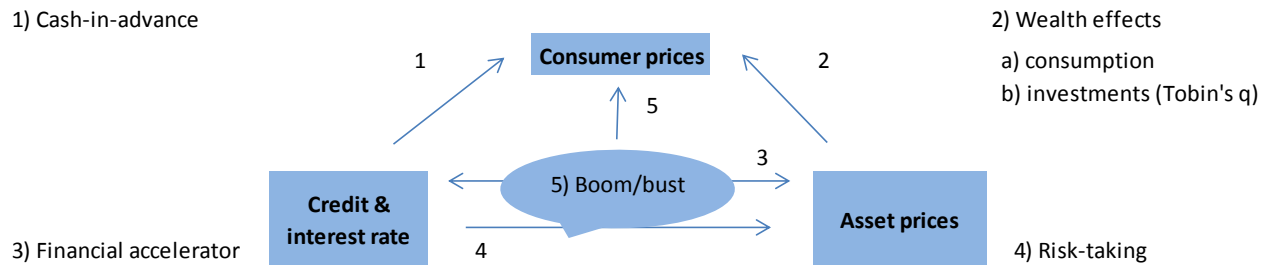 1) Cash-in-advance
2) Wealth effects
a) consumption
b) investments (Tobin's q)
1
Consumer prices
2
5
3
5) Boom/bust
Credit &
interest rate
Asset prices
3) Financial accelerator
4
4) Risk-taking